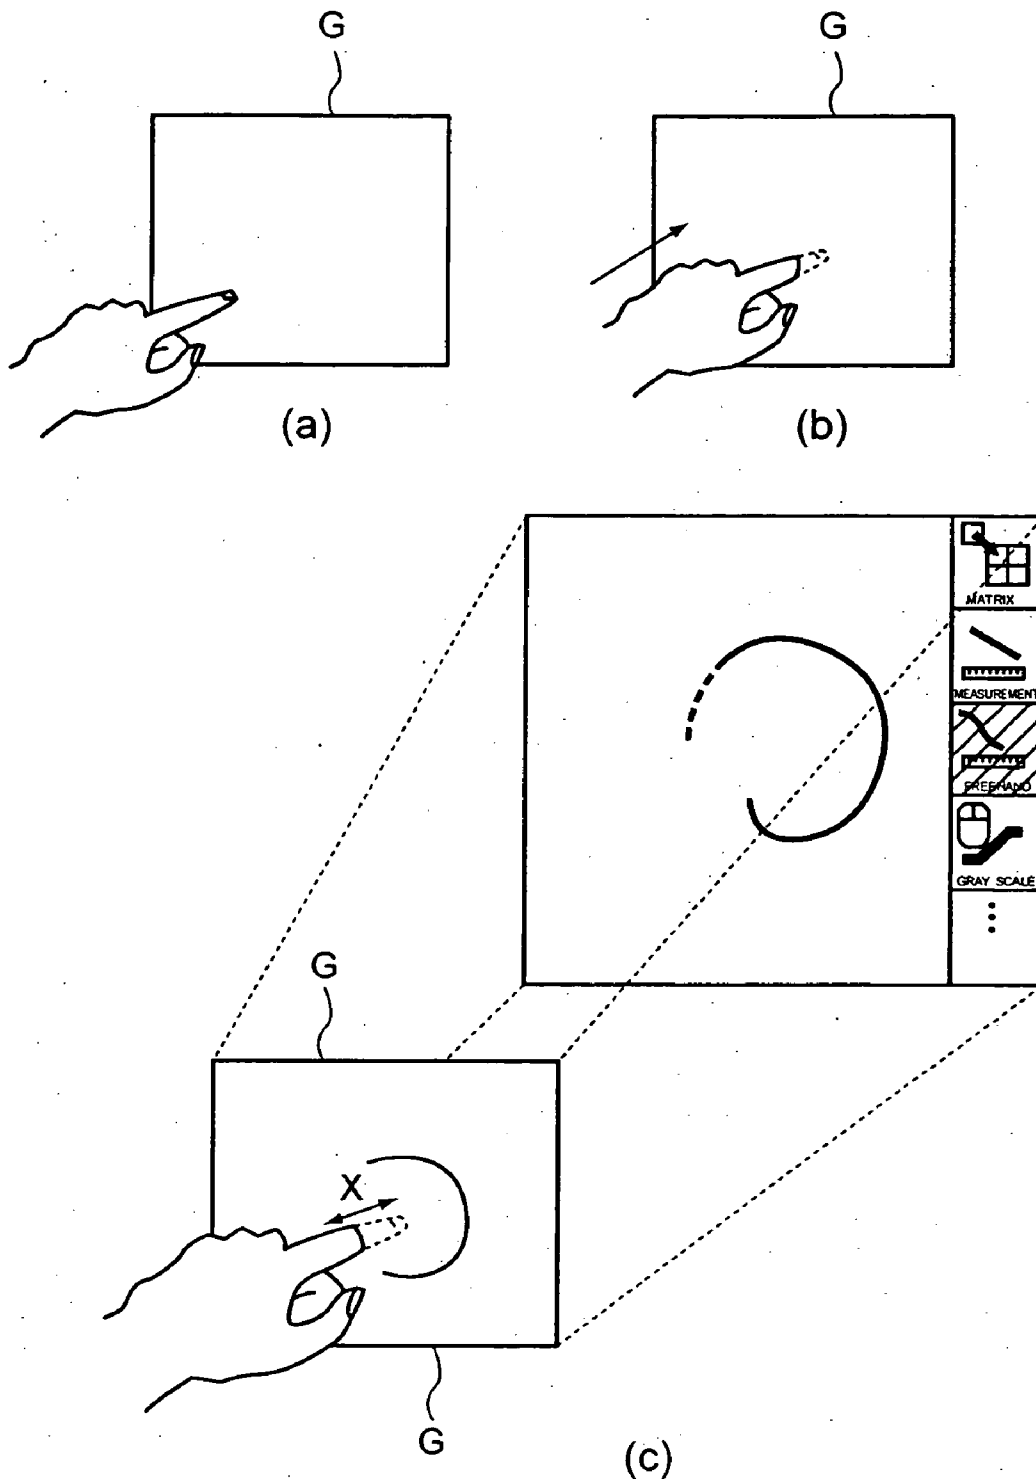 G
G
(a)
(b)
MATRIX
MEASUREMENT
FREEHAND
GRAY SCALE
G
X
G
(c)